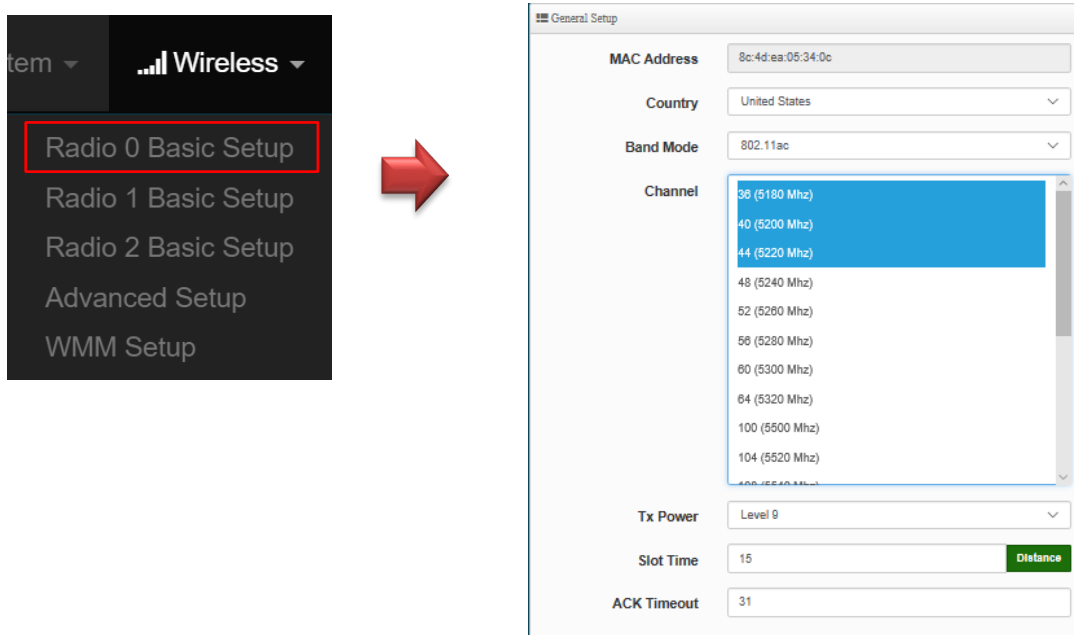 tem
Wireless
Radio 0 Basic Setup
Radio 1 Basic Setup
Radio 2 Basic Setup
Advanced Setup
WMM Setup
General Setup
MAC Address 8c:4d:ea:05:34:0c
Country United States
Band Mode 802.11ac
Channel 36 (5180 Mhz)
40 (5200 Mhz)
44 (5220 Mhz)
48 (5240 Mhz)
52 (5260 Mhz)
56 (5280 Mhz)
60 (5300 Mhz)
64 (5320 Mhz)
100 (5500 Mhz)
104 (5520 Mhz)
Tx Power Level 9
Slot Time 15 Distance
ACK Timeout 31